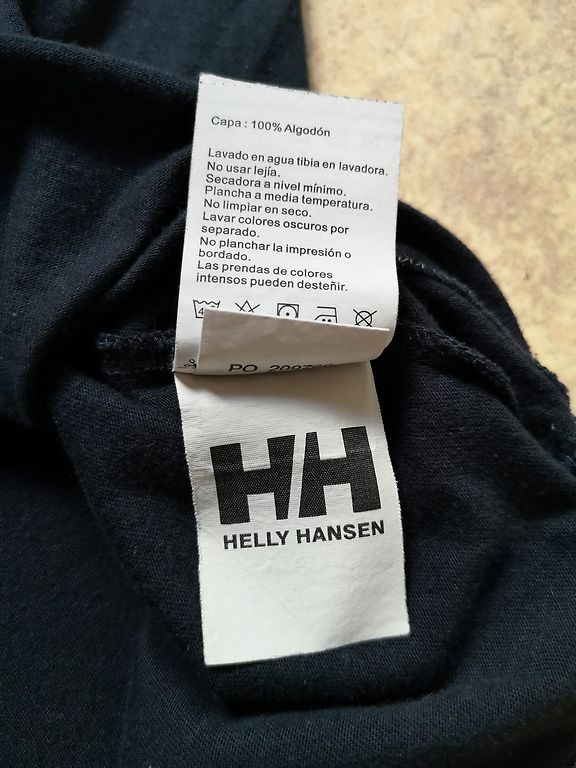 Capa : 100% Algodón
Lavado en agua tibia en lavadora.
No usar lejía.
Secadora a nivel mínimo.
Plancha a media temperatura.
No limpiar en seco.
Lavar colores oscuros por
separado.
No planchar la impresión o
bordado.
Las prendas de colores
intensos pueden desteñir.
PO
HH
HELLY HANSEN